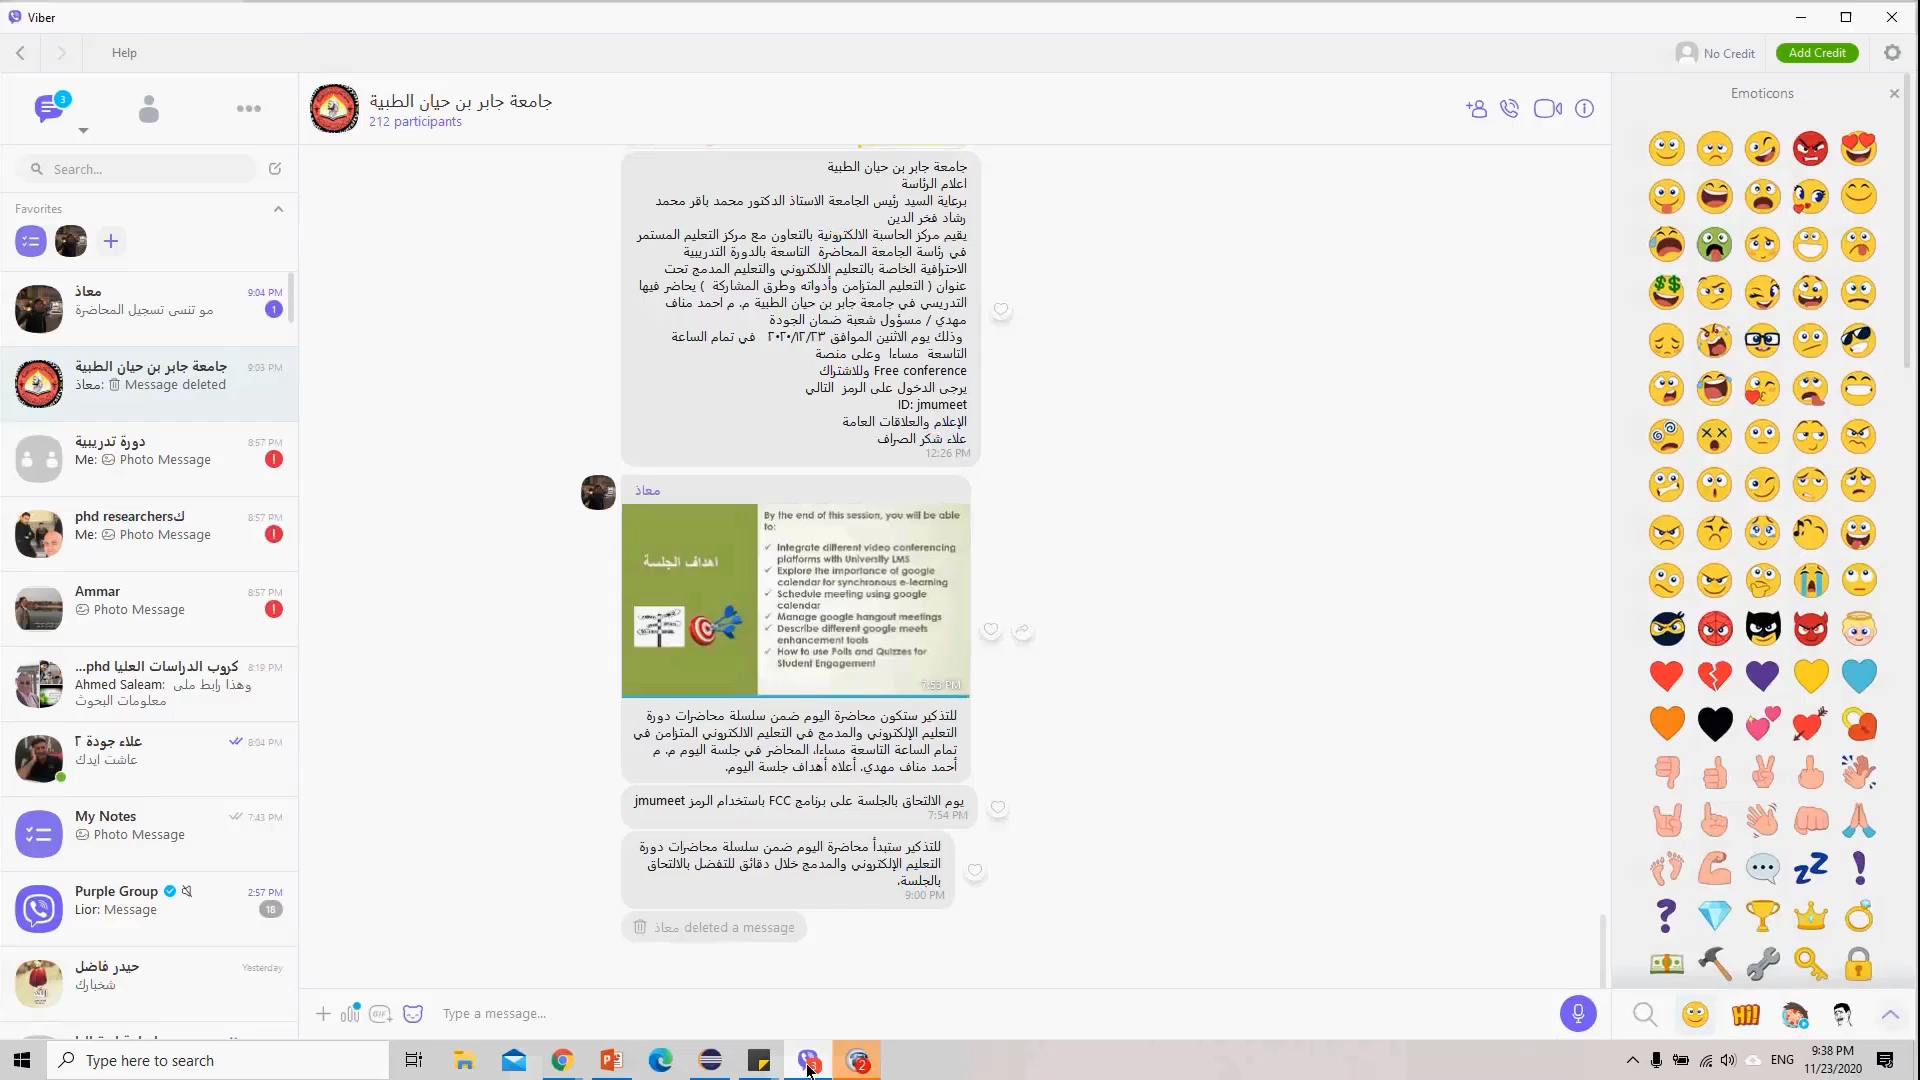 Viber
Help
No Credit
Add Credit
3
Search...
Favorites
معاذ
9:04 PM
مو تنسى تسجيل المحاضرة
1
جامعة جابر بن حيان الطبية
9:03 PM
معاذ: Message deleted
دورة تدريبية
8:57 PM
Me: Photo Message
phd researchersك
8:57 PM
Me: Photo Message
Ammar
8:57 PM
Photo Message
كروب الدراسات العليا phd...
8:19 PM
Ahmed Saleam: وهذا رابط ملى
معلومات البحوث
علاء جودة ٢
8:04 PM
عاشت ايدك
My Notes
7:43 PM
Photo Message
Purple Group
2:57 PM
Lior: Message
18
حيدر فاضل
Yesterday
شخبارك
جامعة جابر بن حيان الطبية
212 participants
جامعة جابر بن حيان الطبية
اعلام الرئاسة
برعاية السيد رئيس الجامعة الاستاذ الدكتور محمد باقر محمد
رشاد فخر الدين
يقيم مركز الحاسبة الالكترونية بالتعاون مع مركز التعليم المستمر
في رئاسة الجامعة المحاضرة التاسعة بالدورة التدريبية
الاحترافية الخاصة بالتعليم الالكتروني والتعليم المدمج تحت
عنوان ( التعليم المتزامن وأدواته وطرق المشاركة ) يحاضر فيها
التدريسي في جامعة جابر بن حيان الطبية م. م احمد مناف
مهدي / مسؤول شعبة ضمان الجودة
وذلك يوم الاثنين الموافق ٢٠٢٠/١٢/٢٣ في تمام الساعة
التاسعة مساءا وعلى منصة
Free conference وللاشتراك
يرجى الدخول على الرمز التالي
ID: jmumeet
الإعلام والعلاقات العامة
علاء شكر الصراف
12:26 PM
معاذ
اهداف الجلسة
By the end of this session, you will be able
to:
✓ Integrate different video conferencing
platforms with University LMS
✓ Explore the importance of google
calendar for synchronous e-learning
✓ Schedule meeting using google
calendar
✓ Manage google hangout meetings
✓ Describe different google meets
enhancement tools
✓ How to use Polls and Quizzes for
Student Engagement
7:53 PM
للتذكير ستكون محاضرة اليوم ضمن سلسلة محاضرات دورة
التعليم الإلكتروني والمدمج في التعليم الالكتروني المتزامن في
تمام الساعة التاسعة مساءا، المحاضر في جلسة اليوم م. م
أحمد مناف مهدي. أعلاه أهداف جلسة اليوم.
يوم الالتحاق بالجلسة على برنامج FCC باستخدام الرمز jmumeet
7:54 PM
للتذكير ستبدأ محاضرة اليوم ضمن سلسلة محاضرات دورة
التعليم الإلكتروني والمدمج خلال دقائق للتفضل بالالتحاق
بالجلسة.
9:00 PM
معاذ deleted a message
GIF
Type a message...
Emoticons
Hi!
Type here to search
2
ENG
9:38 PM
11/23/2020